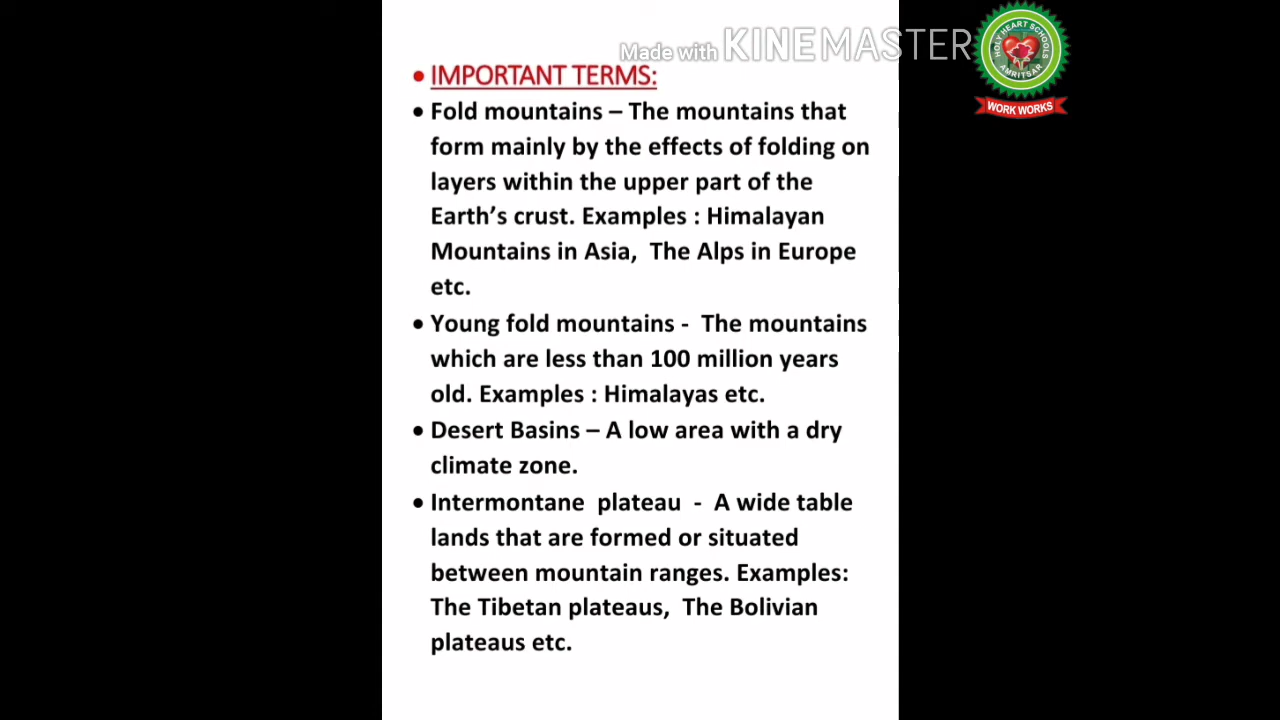 Made with KINEMASTER
HOLY HEART SCHOOLS
AMRITSAR
WORK WORKS
• IMPORTANT TERMS:
• Fold mountains – The mountains that
form mainly by the effects of folding on
layers within the upper part of the
Earth’s crust. Examples : Himalayan
Mountains in Asia,  The Alps in Europe
etc.
• Young fold mountains -  The mountains
which are less than 100 million years
old. Examples : Himalayas etc.
• Desert Basins – A low area with a dry
climate zone.
• Intermontane  plateau  -  A wide table
lands that are formed or situated
between mountain ranges. Examples:
The Tibetan plateaus,  The Bolivian
plateaus etc.